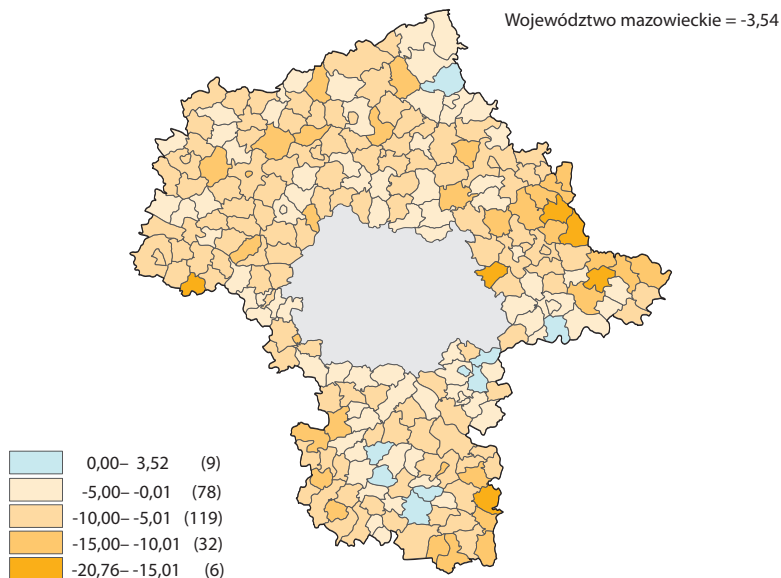 Województwo mazowieckie = -3,54
0,00– 3,52 (9)
-5,00– -0,01 (78)
-10,00– -5,01 (119)
-15,00– -10,01 (32)
-20,76– -15,01 (6)